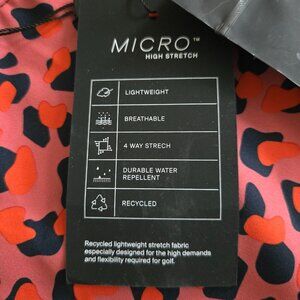 MICRO™
HIGH STRETCH
LIGHTWEIGHT
BREATHABLE
4 WAY STRECH
DURABLE WATER
REPELLENT
RECYCLED
Recycled lightweight stretch fabric
especially designed for the high demands
and flexibility required for golf.